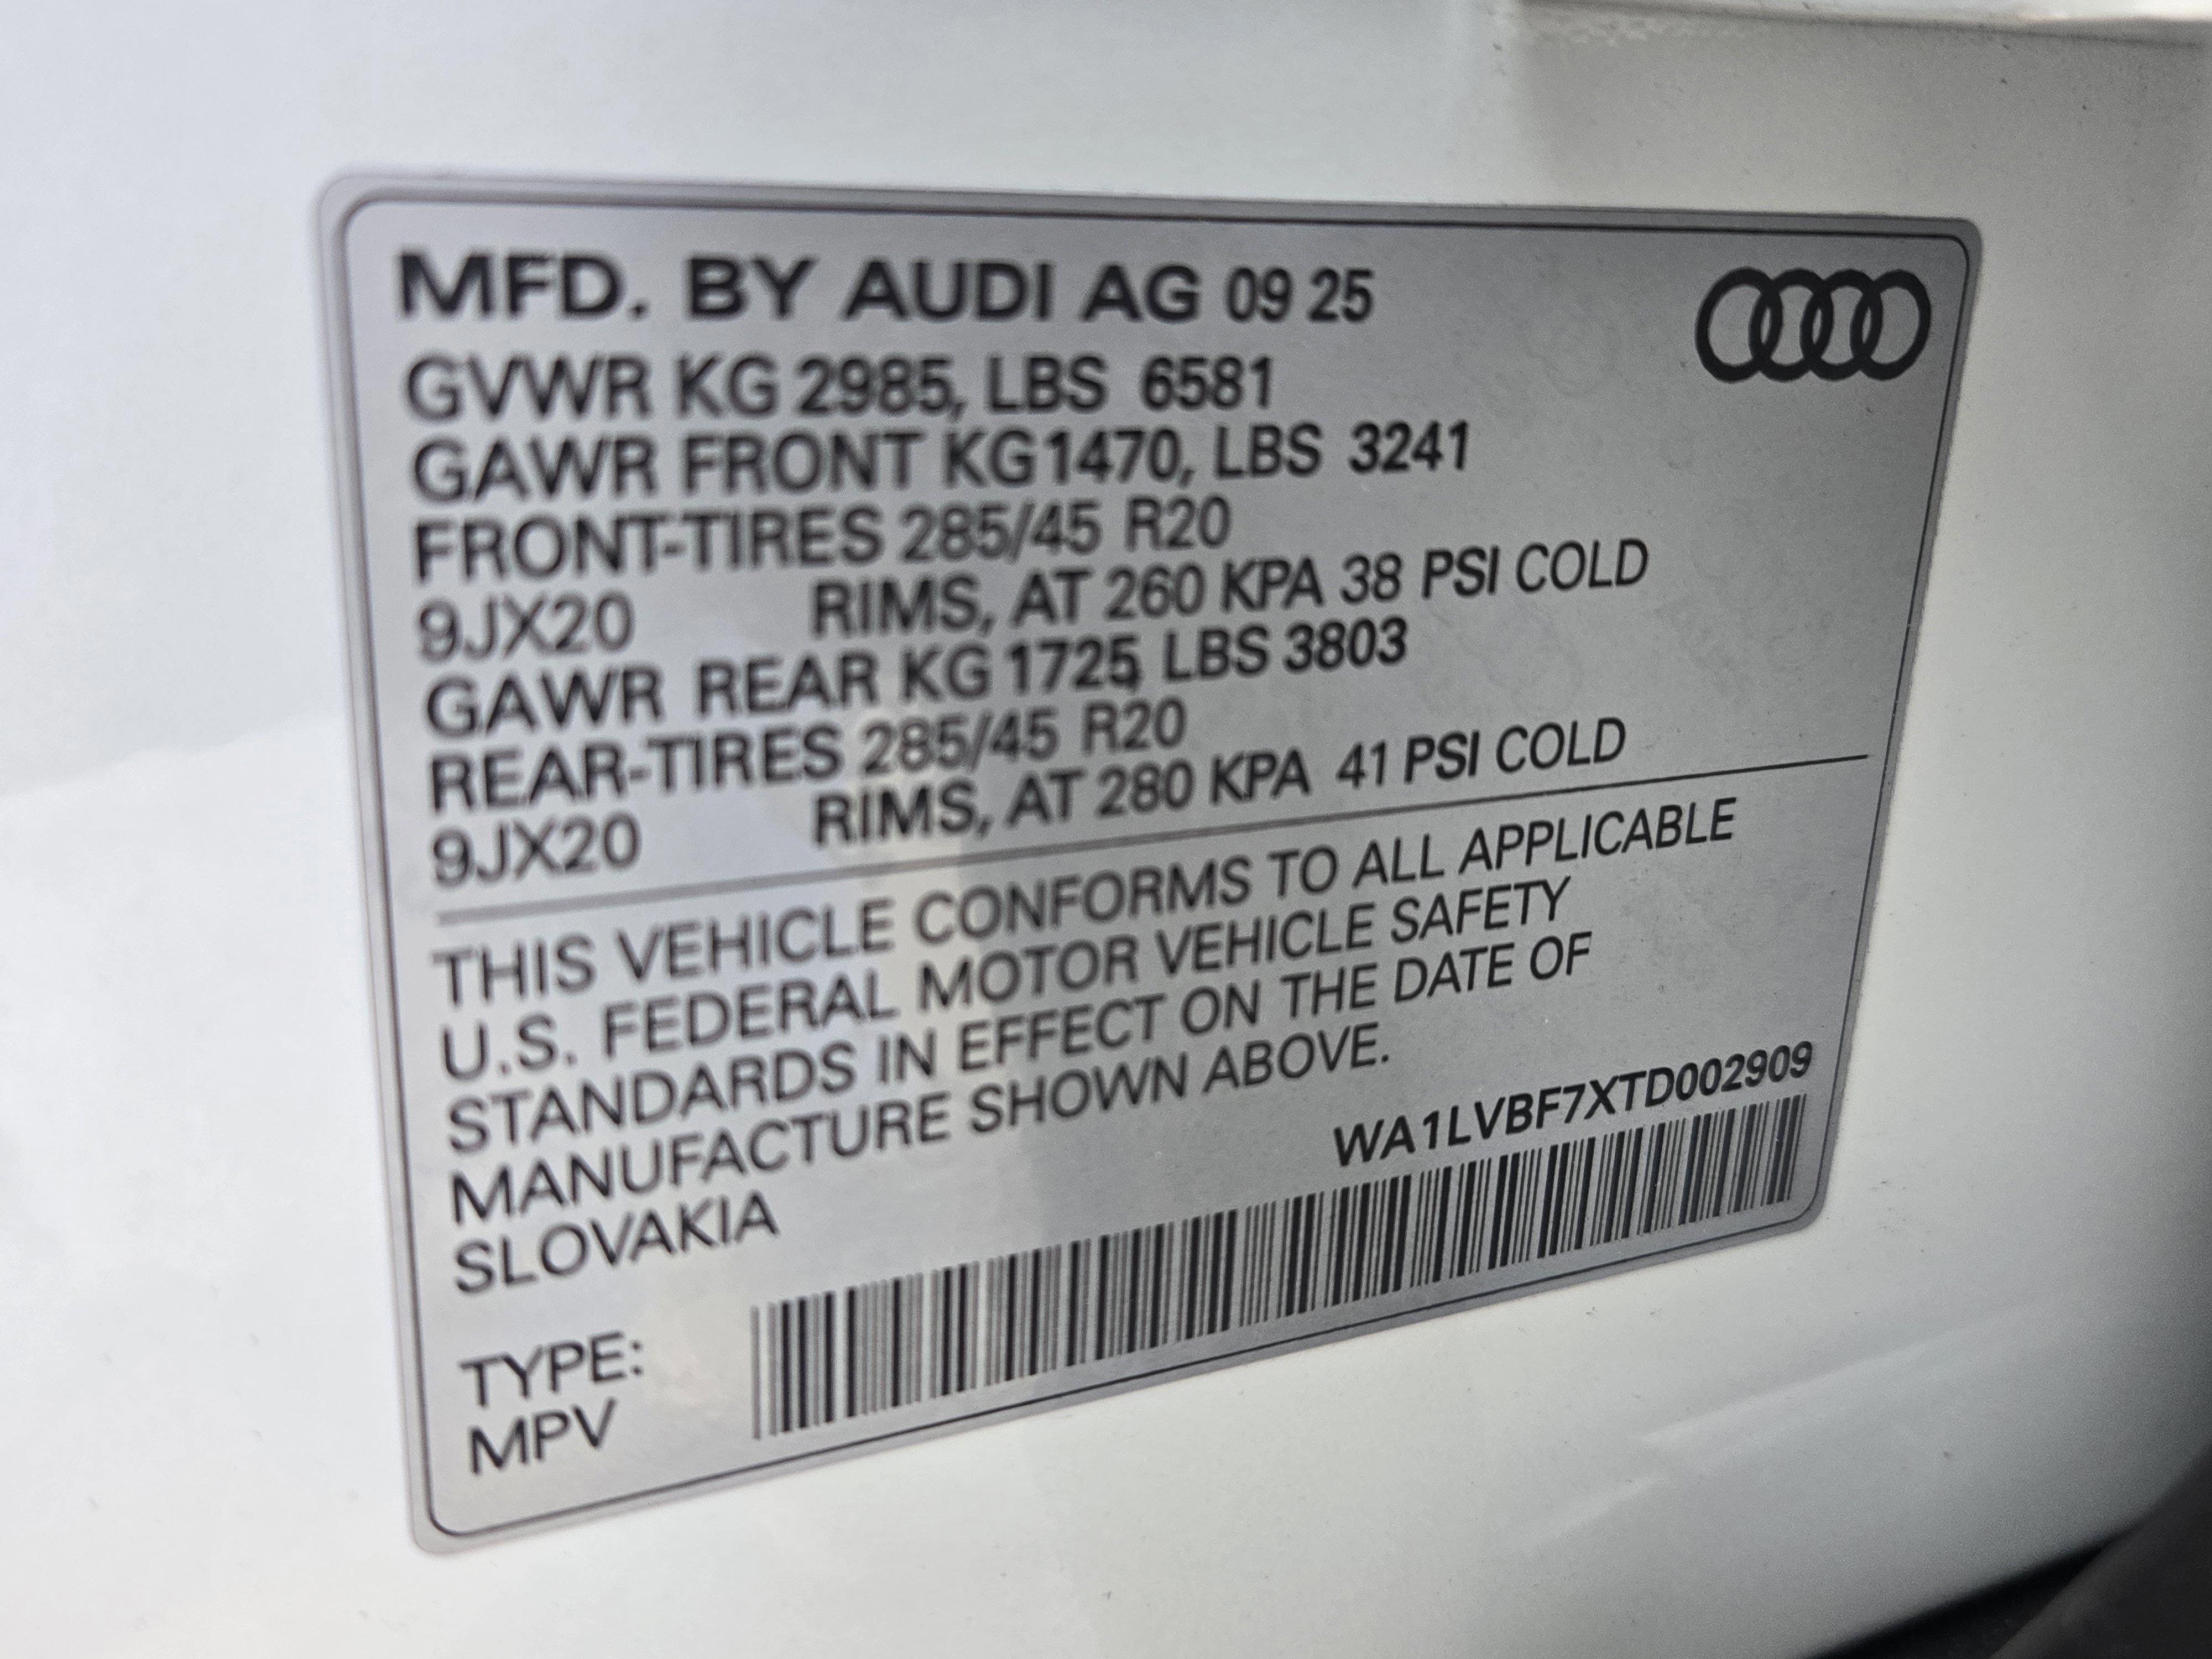 MFD. BY AUDI AG 09 25
GVWR KG 2985, LBS 6581
GAWR FRONT KG 1470, LBS 3241
FRONT-TIRES 285/45 R20
9JX20 RIMS, AT 260 KPA 38 PSI COLD
GAWR REAR KG 1725, LBS 3803
REAR-TIRES 285/45 R20
9JX20 RIMS, AT 280 KPA 41 PSI COLD
THIS VEHICLE CONFORMS TO ALL APPLICABLE
U.S. FEDERAL MOTOR VEHICLE SAFETY
STANDARDS IN EFFECT ON THE DATE OF
MANUFACTURE SHOWN ABOVE.
SLOVAKIA
WA1LVBF7XTD002909
TYPE:
MPV